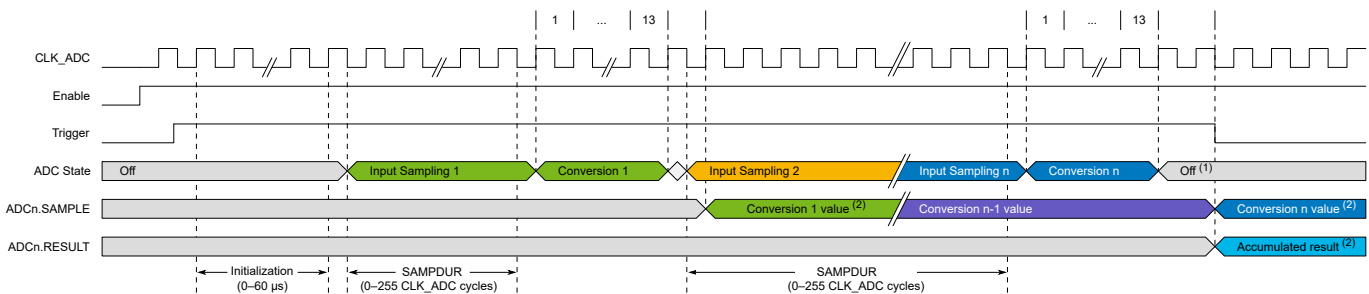 1 ... 13 1 ... 13
CLK_ADC
Enable
Trigger
ADC State Off Input Sampling 1 Conversion 1 Input Sampling 2 Input Sampling n Conversion n Off (1)
ADCn.SAMPLE Conversion 1 value (2) Conversion n-1 value Conversion n value (2)
ADCn.RESULT Accumulated result (2)
Initialization SAMPDUR SAMPDUR
(0–60 µs) (0–255 CLK_ADC cycles) (0–255 CLK_ADC cycles)